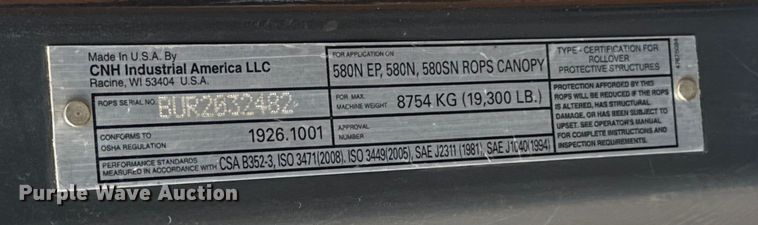 Made in U.S.A. By
CNH Industrial America LLC
Racine, WI 53404 U.S.A.
ROPS SERIAL NO. BUR2032482
CONFORMS TO
OSHA REGULATION 1926.1001
PERFORMANCE STANDARDS
MEASURED IN ACCORDANCE WITH CSA B352-3, ISO 3471(2008), ISO 3449(2005), SAE J2311 (1981), SAE J1040(1994)
FOR APPLICATION ON
580N EP, 580N, 580SN ROPS CANOPY
FOR MAX.
MACHINE WEIGHT 8754 KG (19,300 LB.)
APPROVAL
NUMBER
TYPE - CERTIFICATION FOR
ROLLOVER
PROTECTIVE STRUCTURES
THE PROTECTION OFFERED BY THIS
ROPS WILL BE REDUCED IF THE ROPS
IS ALTERED, HAS STRUCTURAL
DAMAGE, OR HAS BEEN SUBJECT TO
UPSET. SEE OPERATOR'S MANUAL
FOR COMPLETE INSTRUCTIONS AND
INSPECTION REQUIREMENTS.
Purple Wave Auction